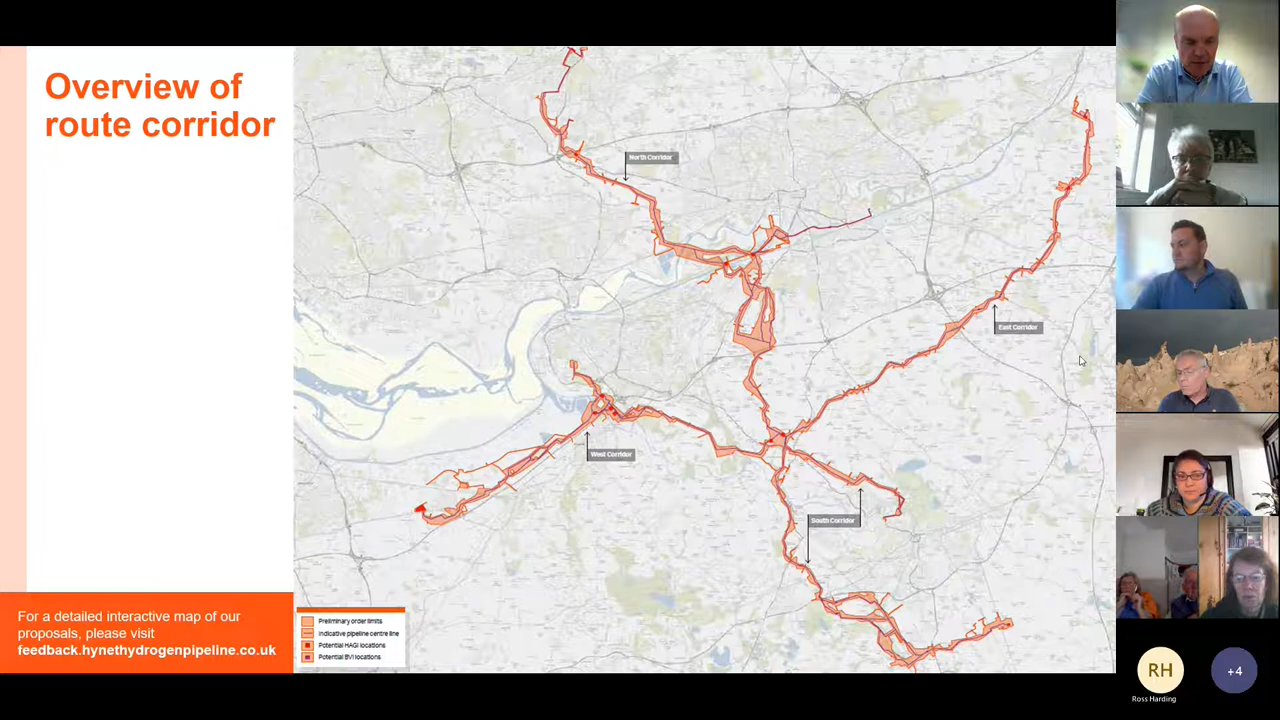 Overview of
route corridor
North Corridor
East Corridor
West Corridor
South Corridor
Preliminary order limits
Indicative pipeline centre line
Potential HAGI locations
Potential BVI locations
For a detailed interactive map of our
proposals, please visit
feedback.hynethydrogenpipeline.co.uk
RH
Ross Harding
+4